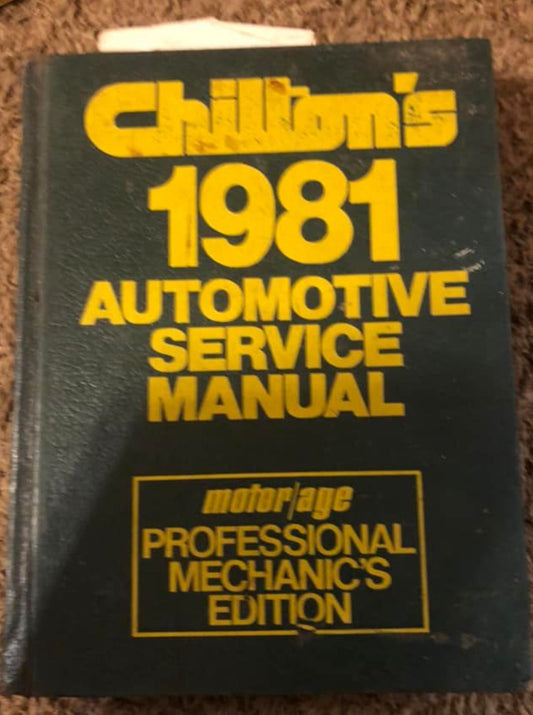 Chilton's
1981
AUTOMOTIVE
SERVICE
MANUAL
motor/age
PROFESSIONAL
MECHANIC'S
EDITION